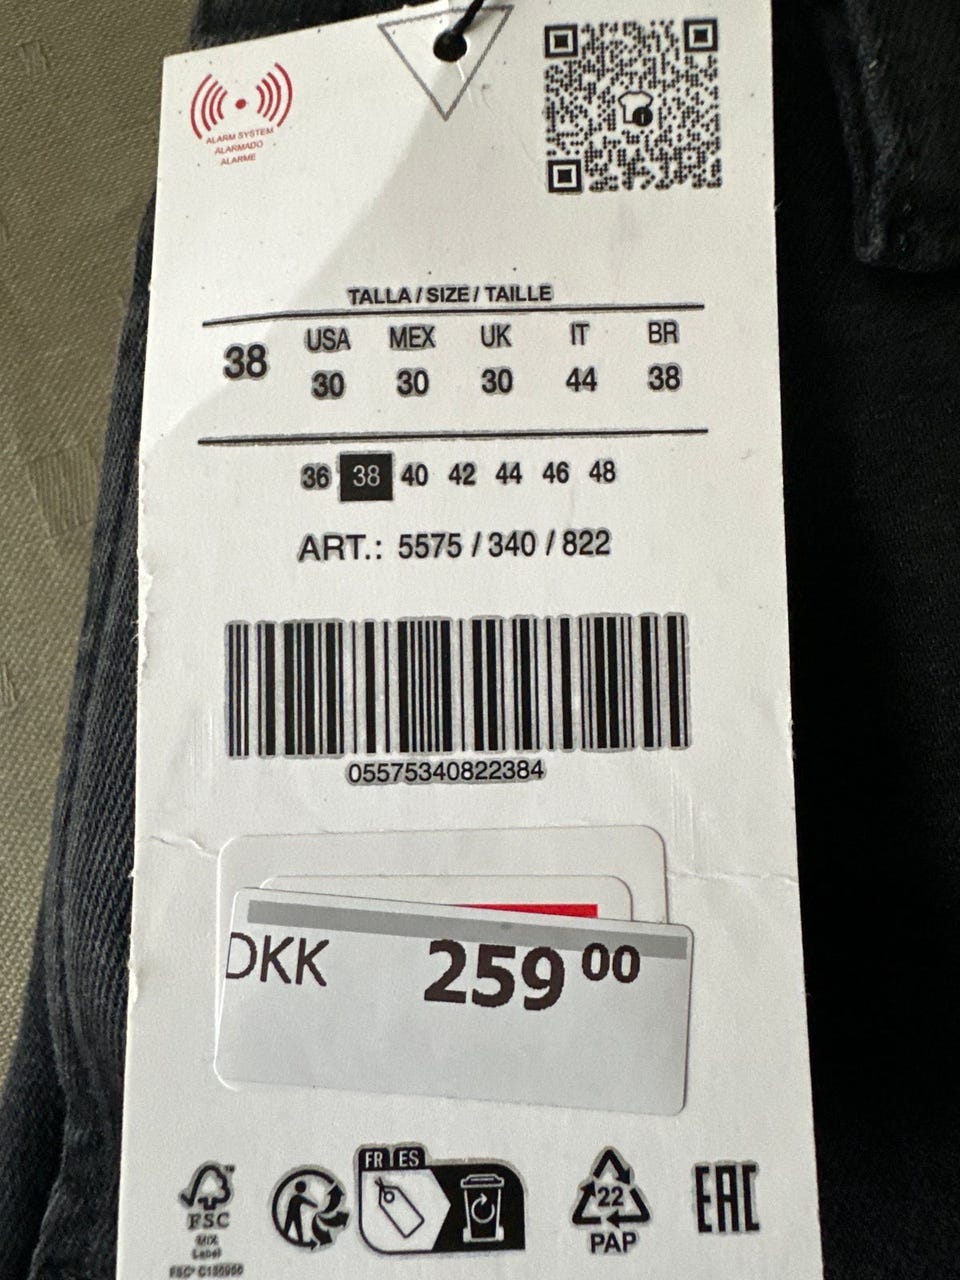 ALARM SYSTEM
ALARMADO
ALARME
TALLA / SIZE / TAILLE
38 USA MEX UK IT BR
30 30 30 44 38
36 38 40 42 44 46 48
ART.: 5575 / 340 / 822
05575340822384
DKK 259 00
FR ES
FSC
MIX
Label
22
PAP
EAC